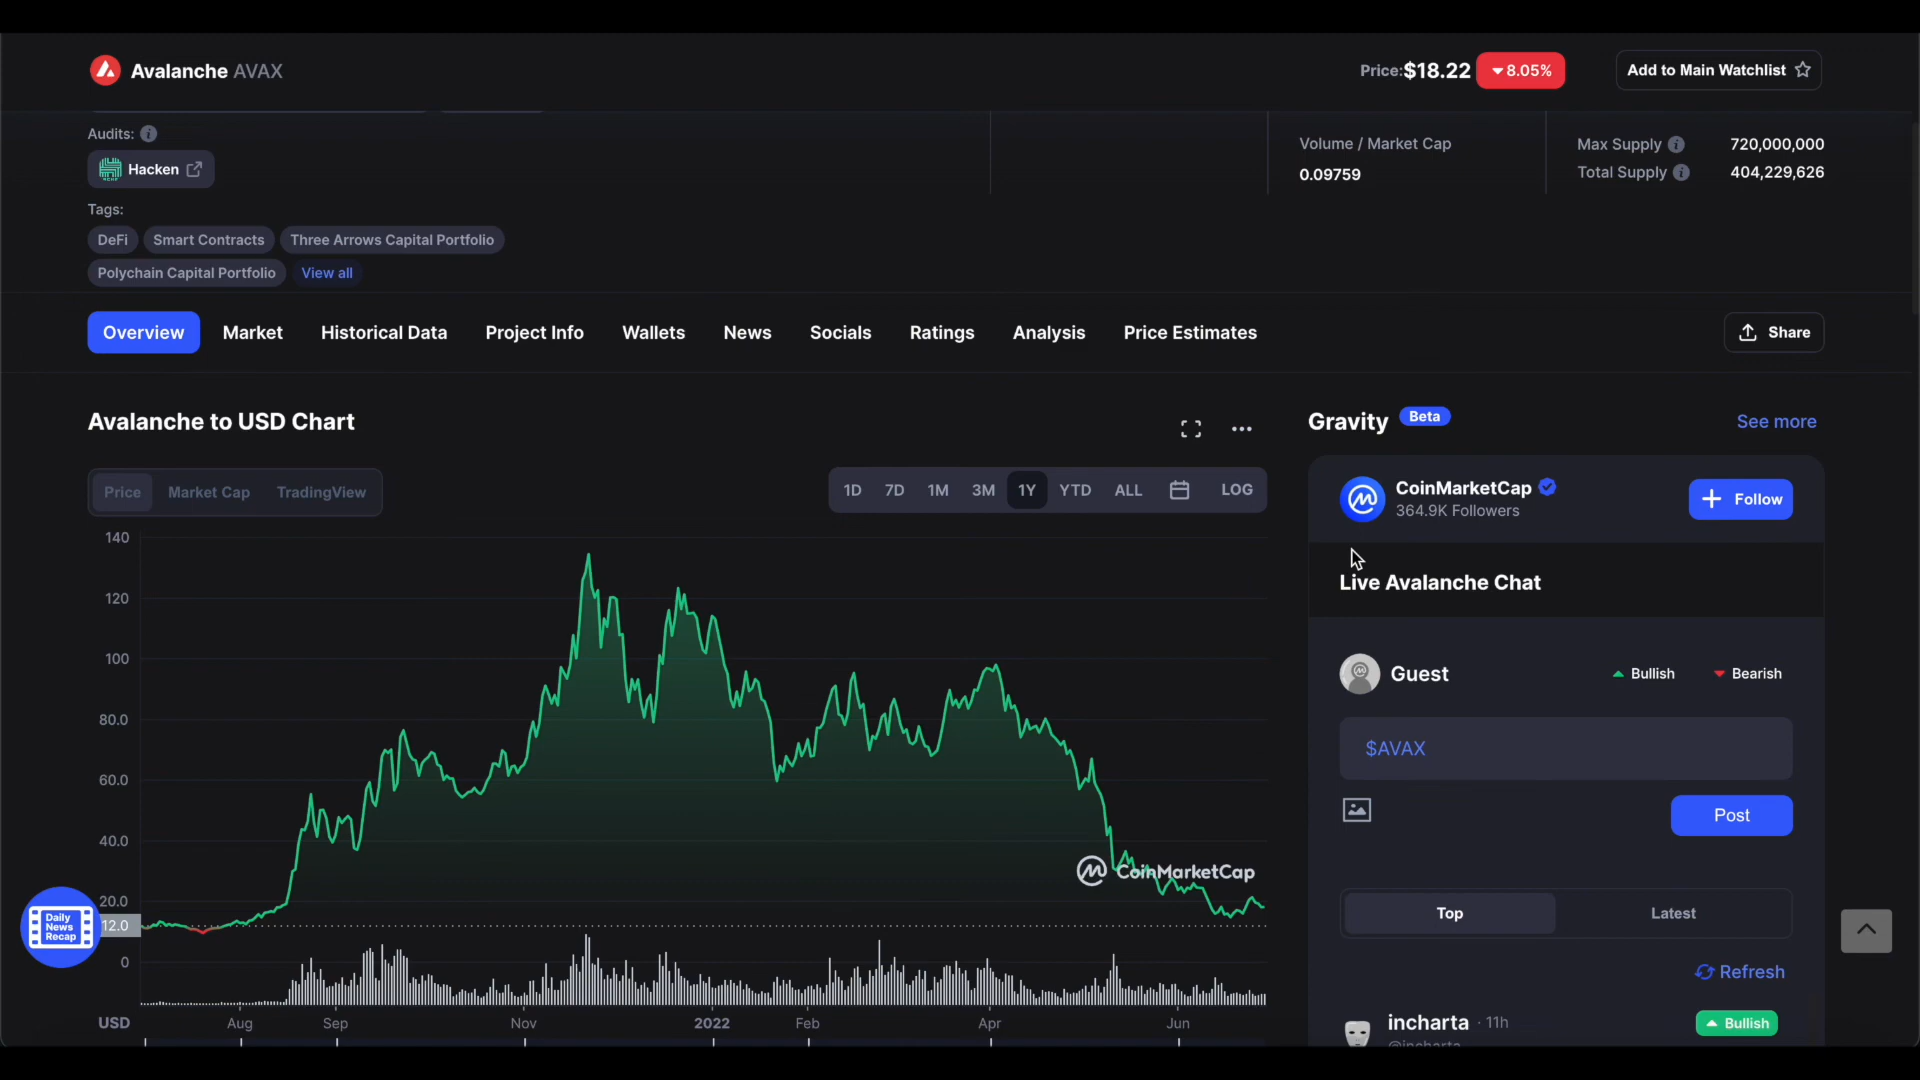 Avalanche AVAX
Price:$18.22 8.05%
Add to Main Watchlist
Audits:
Hacken
Volume / Market Cap
0.09759
Max Supply 720,000,000
Total Supply 404,229,626
Tags:
DeFi Smart Contracts Three Arrows Capital Portfolio
Polychain Capital Portfolio View all
Overview Market Historical Data Project Info Wallets News Socials Ratings Analysis Price Estimates
Share
Avalanche to USD Chart
Price Market Cap TradingView
1D 7D 1M 3M 1Y YTD ALL LOG
140
120
100
80.0
60.0
40.0
20.0
12.0
0
CoinMarketCap
USD Aug Sep Nov 2022 Feb Apr Jun
Daily
News
Recap
Gravity Beta
See more
CoinMarketCap
364.9K Followers
Follow
Live Avalanche Chat
Guest
Bullish Bearish
$AVAX
Post
Top Latest
Refresh
incharta · 11h
Bullish
@incharta